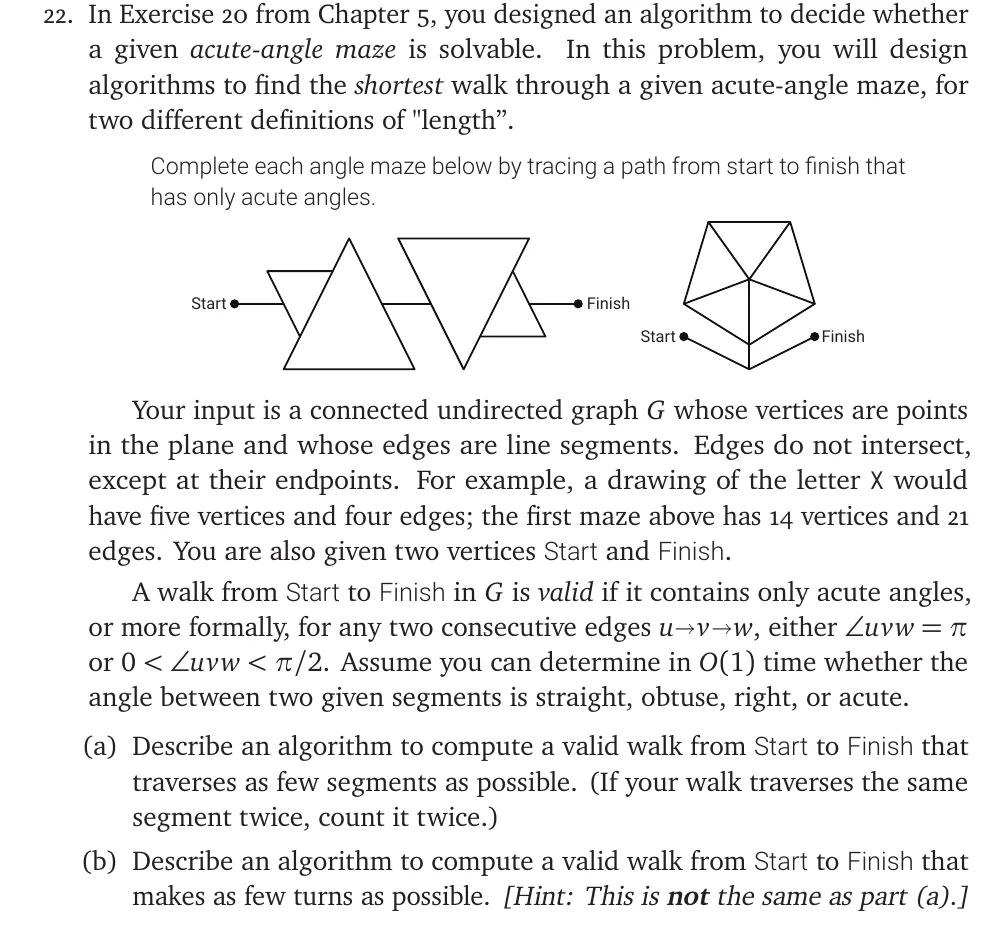 22. In Exercise 20 from Chapter 5, you designed an algorithm to decide whether
a given acute-angle maze is solvable. In this problem, you will design
algorithms to find the shortest walk through a given acute-angle maze, for
two different definitions of "length”.
Complete each angle maze below by tracing a path from start to finish that
has only acute angles.
Start
Finish
Start
Finish
Your input is a connected undirected graph G whose vertices are points
in the plane and whose edges are line segments. Edges do not intersect,
except at their endpoints. For example, a drawing of the letter X would
have five vertices and four edges; the first maze above has 14 vertices and 21
edges. You are also given two vertices Start and Finish.
A walk from Start to Finish in G is valid if it contains only acute angles,
or more formally, for any two consecutive edges u→v→w, either ∠uvw = π
or 0 < ∠uvw < π/2. Assume you can determine in O(1) time whether the
angle between two given segments is straight, obtuse, right, or acute.
(a) Describe an algorithm to compute a valid walk from Start to Finish that
traverses as few segments as possible. (If your walk traverses the same
segment twice, count it twice.)
(b) Describe an algorithm to compute a valid walk from Start to Finish that
makes as few turns as possible. [Hint: This is not the same as part (a).]